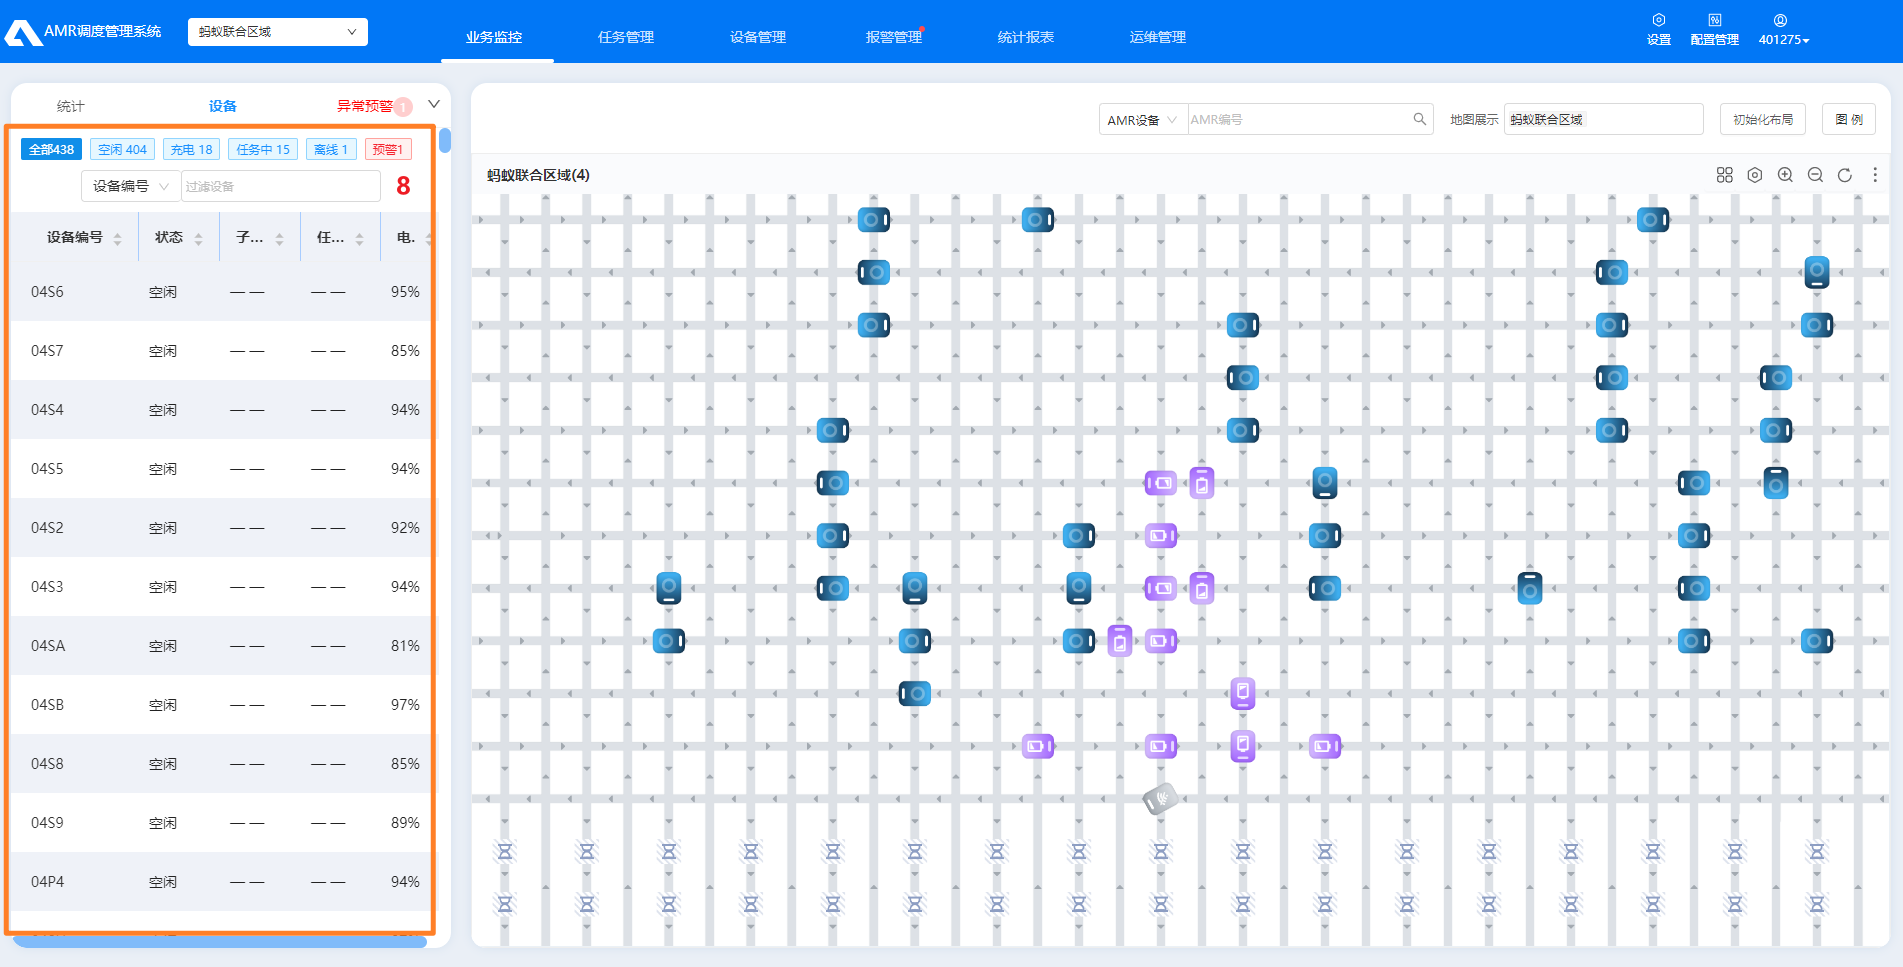 AMR调度管理系统
蚂蚁联合区域
业务监控
任务管理
设备管理
报警管理
统计报表
运维管理
设置
配置管理
401275
统计
设备
异常预警 1
全部438
空闲 404
充电 18
任务中 15
离线 1
预警1
设备编号
过滤设备
8
设备编号 状态 子... 任... 电.
04S6 空闲 — — — — 95%
04S7 空闲 — — — — 85%
04S4 空闲 — — — — 94%
04S5 空闲 — — — — 94%
04S2 空闲 — — — — 92%
04S3 空闲 — — — — 94%
04SA 空闲 — — — — 81%
04SB 空闲 — — — — 97%
04S8 空闲 — — — — 85%
04S9 空闲 — — — — 89%
04P4 空闲 — — — — 94%
AMR设备
AMR编号
地图展示
蚂蚁联合区域
初始化布局
图 例
蚂蚁联合区域(4)